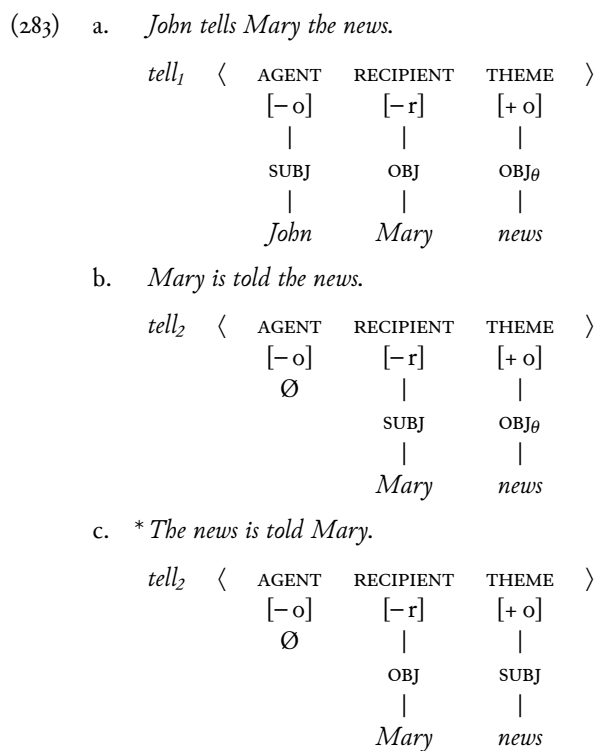 (283) a. John tells Mary the news.
tell₁ ⟨ AGENT RECIPIENT THEME ⟩
[− o] [− r] [+ o]
| | |
SUBJ OBJ OBJθ
| | |
John Mary news
b. Mary is told the news.
tell₂ ⟨ AGENT RECIPIENT THEME ⟩
[− o] [− r] [+ o]
Ø | |
SUBJ OBJθ
| |
Mary news
c. * The news is told Mary.
tell₂ ⟨ AGENT RECIPIENT THEME ⟩
[− o] [− r] [+ o]
Ø | |
OBJ SUBJ
| |
Mary news